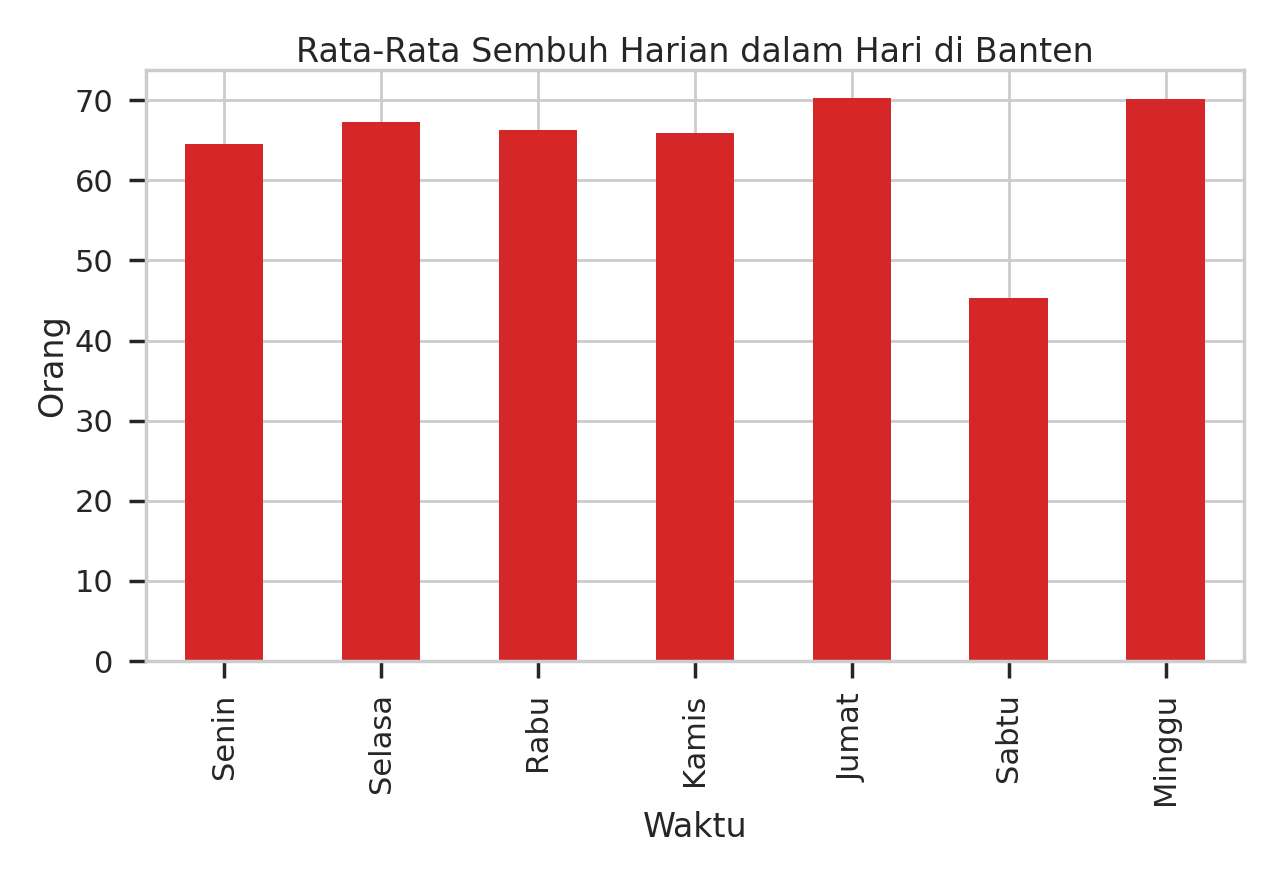 Rata-Rata Sembuh Harian dalam Hari di Banten
Orang
70
60
50
40
30
20
10
0
Senin
Selasa
Rabu
Kamis
Jumat
Sabtu
Minggu
Waktu